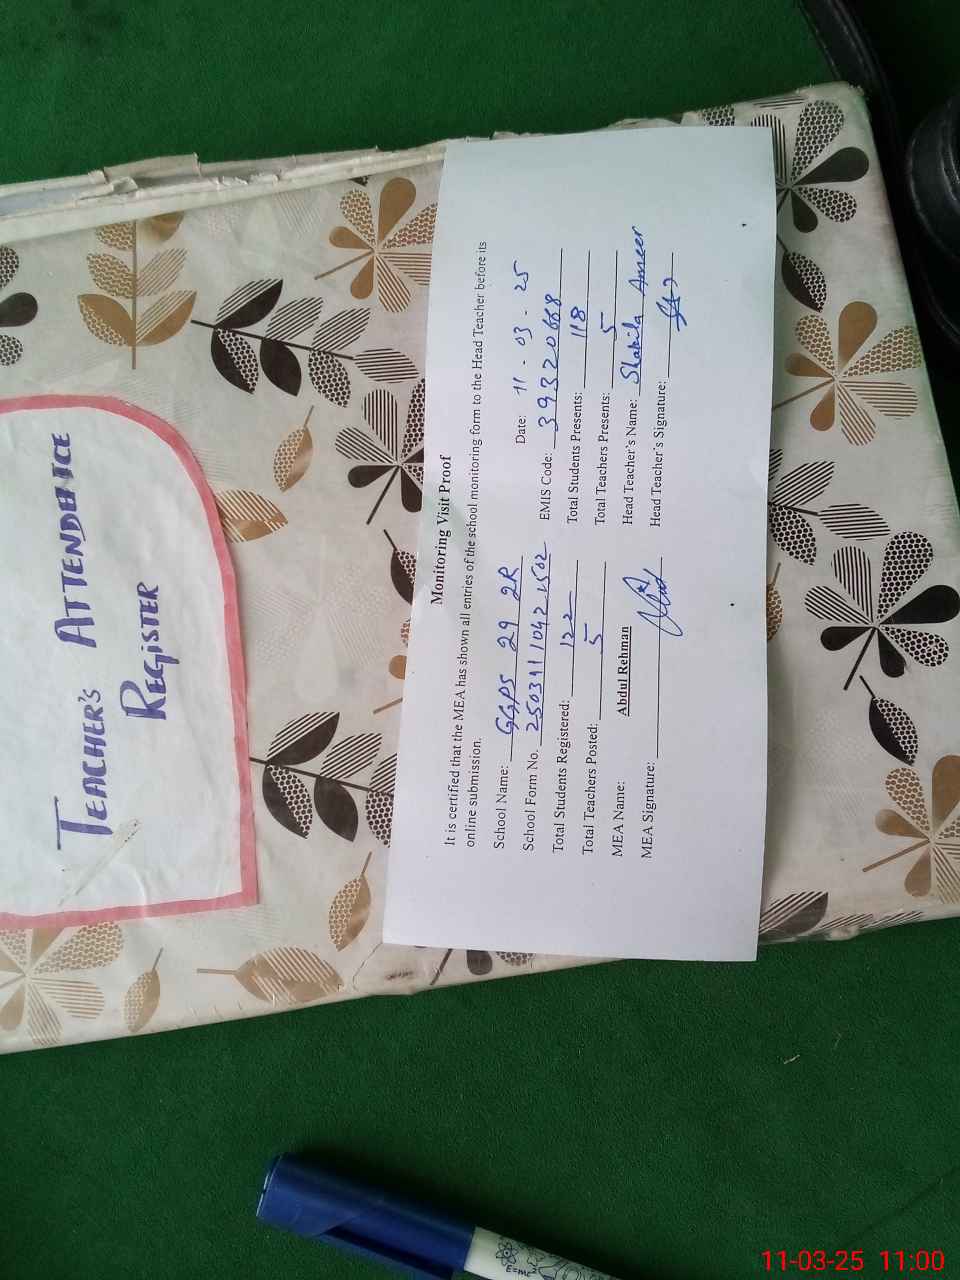 TEACHER'S ATTENDANCE
REGISTER
Monitoring Visit Proof
It is certified that the MEA has shown all entries of the school monitoring form to the Head Teacher before its
online submission.
Date: 11 - 03 - 25
School Name: GGPS 29 2R
EMIS Code: 39320668
School Form No.
Total Students Registered: 122
Total Students Presents: 118
Total Teachers Posted: 5
Total Teachers Presents: 5
MEA Name: Abdul Rehman
Head Teacher's Name: Shakila Ameer
MEA Signature:
Head Teacher's Signature:
E=mc²
11-03-25 11:00